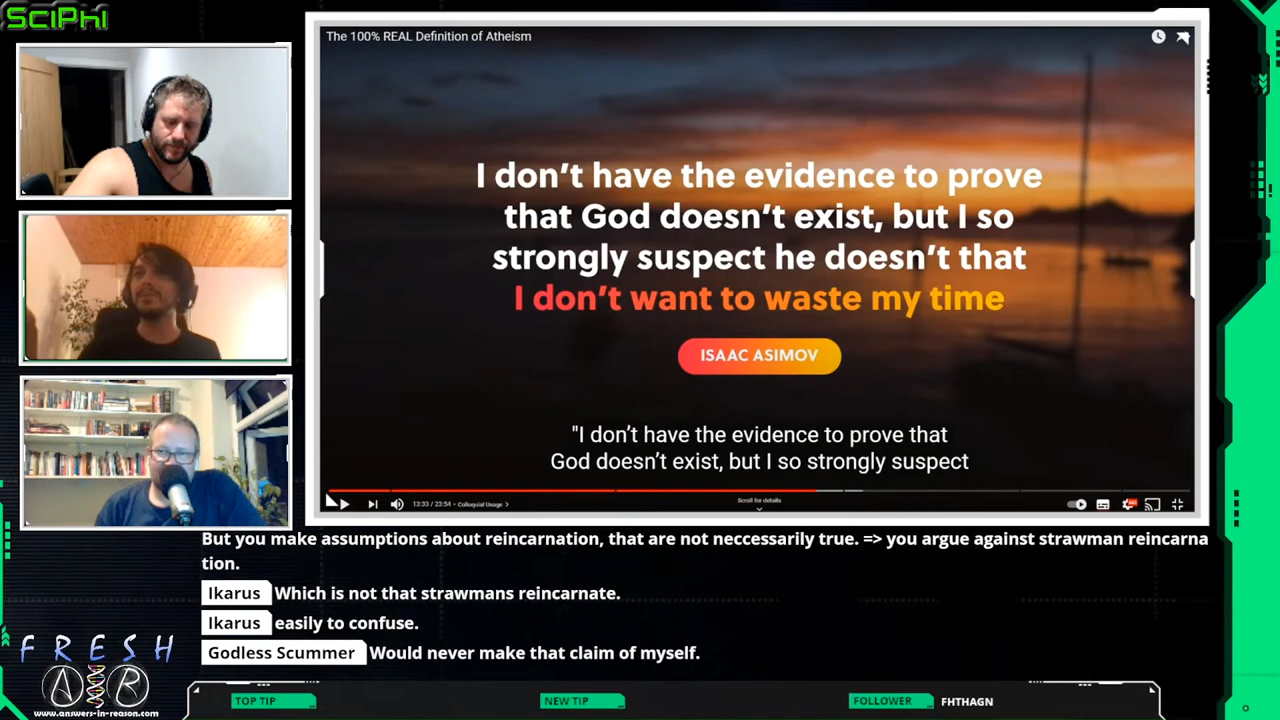 SciPhi
The 100% REAL Definition of Atheism
I don't have the evidence to prove
that God doesn't exist, but I so
strongly suspect he doesn't that
I don't want to waste my time
ISAAC ASIMOV
"I don't have the evidence to prove that
God doesn't exist, but I so strongly suspect
13:33 / 23:54 • Colloquial Usage >
Scroll for details
But you make assumptions about reincarnation, that are not neccessarily true. => you argue against strawman reincarna
tion.
Ikarus Which is not that strawmans reincarnate.
Ikarus easily to confuse.
Godless Scummer Would never make that claim of myself.
FRESH
AiR
www.answers-in-reason.com
TOP TIP
NEW TIP
FOLLOWER FHTHAGN